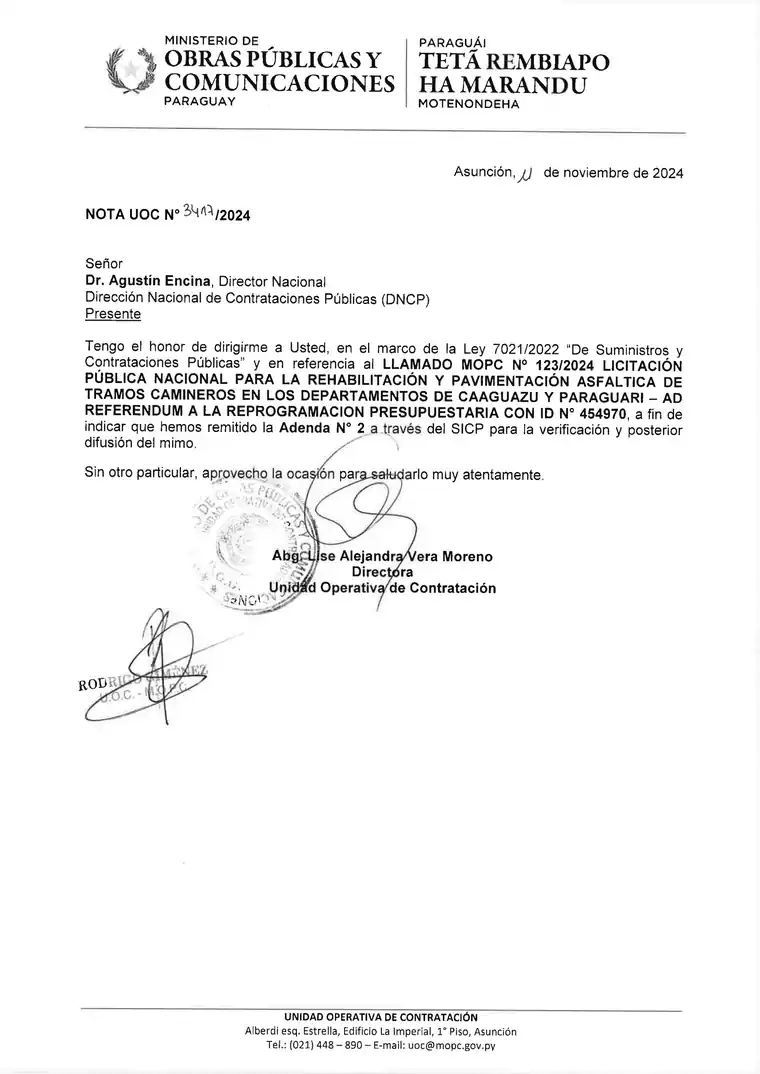 MINISTERIO DE
OBRAS PÚBLICAS Y
COMUNICACIONES
PARAGUAY
PARAGUÁI
TETÃ REMBIAPO
HA MARANDU
MOTENONDEHA
Asunción, 11 de noviembre de 2024
NOTA UOC N° 3417/2024
Señor
Dr. Agustín Encina, Director Nacional
Dirección Nacional de Contrataciones Públicas (DNCP)
Presente
Tengo el honor de dirigirme a Usted, en el marco de la Ley 7021/2022 “De Suministros y
Contrataciones Públicas” y en referencia al LLAMADO MOPC Nº 123/2024 LICITACIÓN
PÚBLICA NACIONAL PARA LA REHABILITACIÓN Y PAVIMENTACIÓN ASFALTICA DE
TRAMOS CAMINEROS EN LOS DEPARTAMENTOS DE CAAGUAZU Y PARAGUARI – AD
REFERENDUM A LA REPROGRAMACION PRESUPUESTARIA CON ID N° 454970, a fin de
indicar que hemos remitido la Adenda N° 2 a través del SICP para la verificación y posterior
difusión del mimo.
Sin otro particular, aprovecho la ocasión para saludarlo muy atentamente.
Abg. Lise Alejandra Vera Moreno
Directora
Unidad Operativa de Contratación
RODRIGO
U.O.C. - M.O.P.C.
UNIDAD OPERATIVA DE CONTRATACIÓN
Alberdi esq. Estrella, Edificio La Imperial, 1° Piso, Asunción
Tel.: (021) 448 – 890 – E-mail: uoc@mopc.gov.py